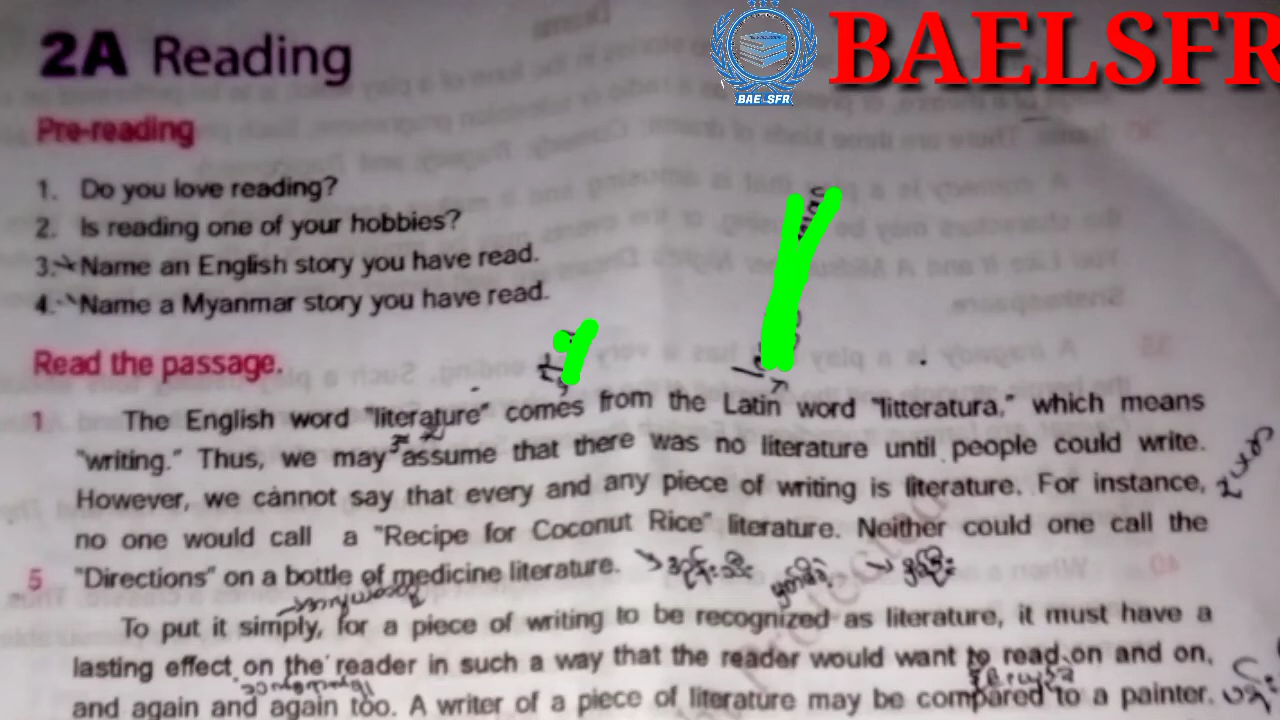 BAELSFR
BAELSFR
2A Reading
Pre-reading
1. Do you love reading?
2. Is reading one of your hobbies?
3. Name an English story you have read.
4. Name a Myanmar story you have read.
Read the passage.
1 The English word "literature" comes from the Latin word "litteratura," which means
"writing." Thus, we may assume that there was no literature until people could write.
However, we cannot say that every and any piece of writing is literature. For instance,
no one would call a "Recipe for Coconut Rice" literature. Neither could one call the
5 "Directions" on a bottle of medicine literature.
To put it simply, for a piece of writing to be recognized as literature, it must have a
lasting effect on the reader in such a way that the reader would want to read on and on,
and again and again too. A writer of a piece of literature may be compared to a painter.